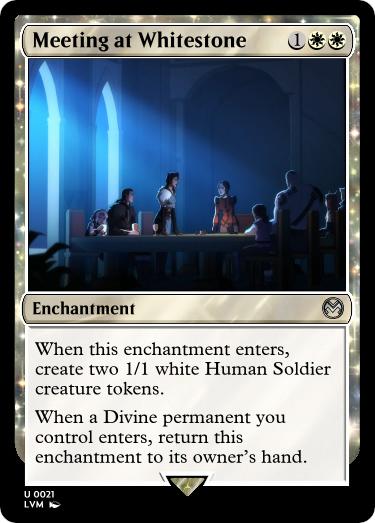 Meeting at Whitestone 1
Enchantment
When this enchantment enters,
create two 1/1 white Human Soldier
creature tokens.
When a Divine permanent you
control enters, return this
enchantment to its owner's hand.
U 0021
LVM